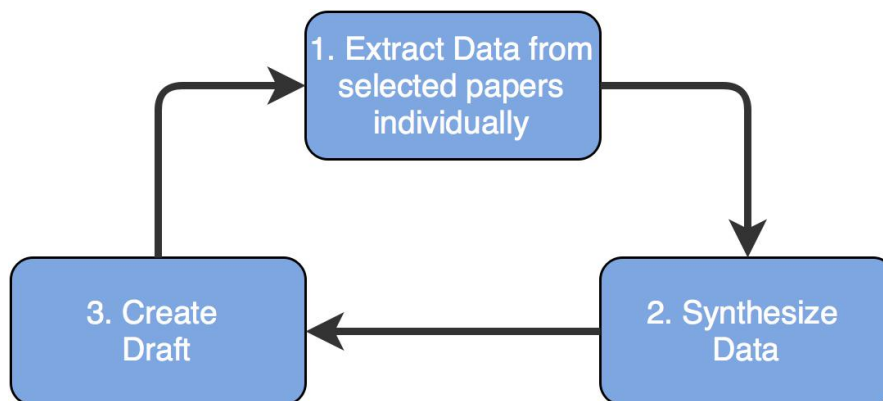 1. Extract Data from
selected papers
individually
2. Synthesize
Data
3. Create
Draft